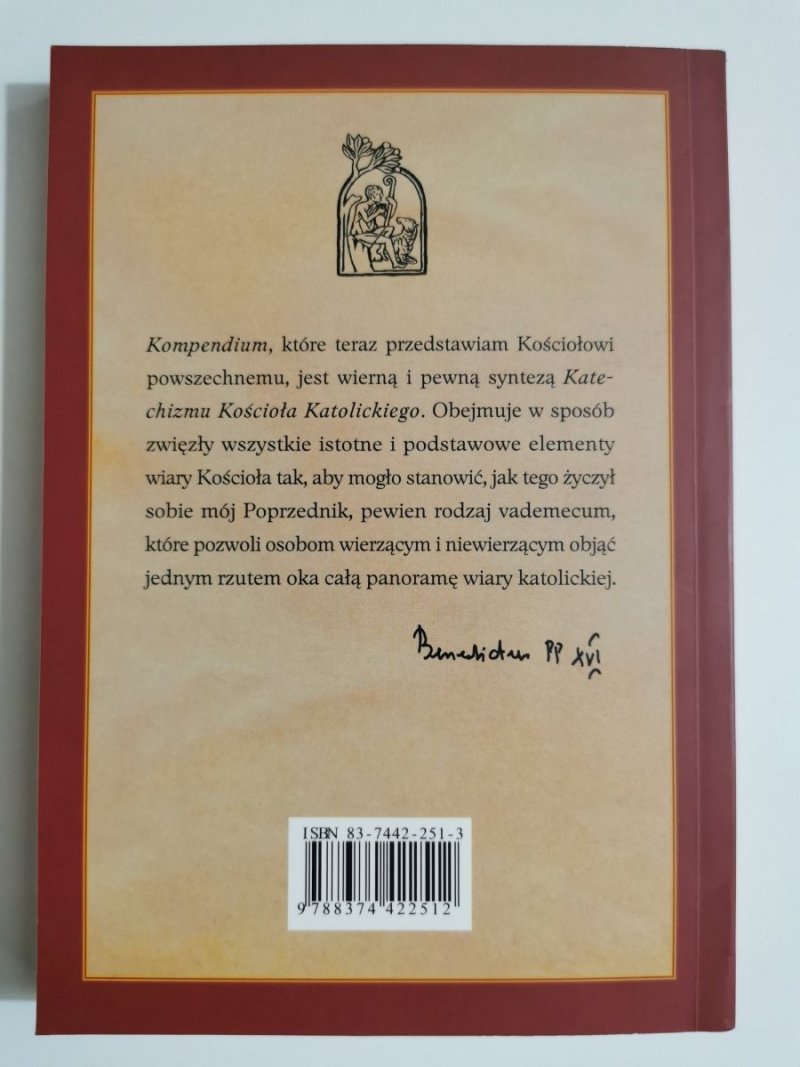 Kompendium, które teraz przedstawiam Kościołowi
powszechnemu, jest wierną i pewną syntezą Kate-
chizmu Kościoła Katolickiego. Obejmuje w sposób
zwięzły wszystkie istotne i podstawowe elementy
wiary Kościoła tak, aby mogło stanowić, jak tego życzył
sobie mój Poprzednik, pewien rodzaj vademecum,
które pozwoli osobom wierzącym i niewierzącym objąć
jednym rzutem oka całą panoramę wiary katolickiej.
Benedictus PP XVI
ISBN 83-7442-251-3
9 788374 422512